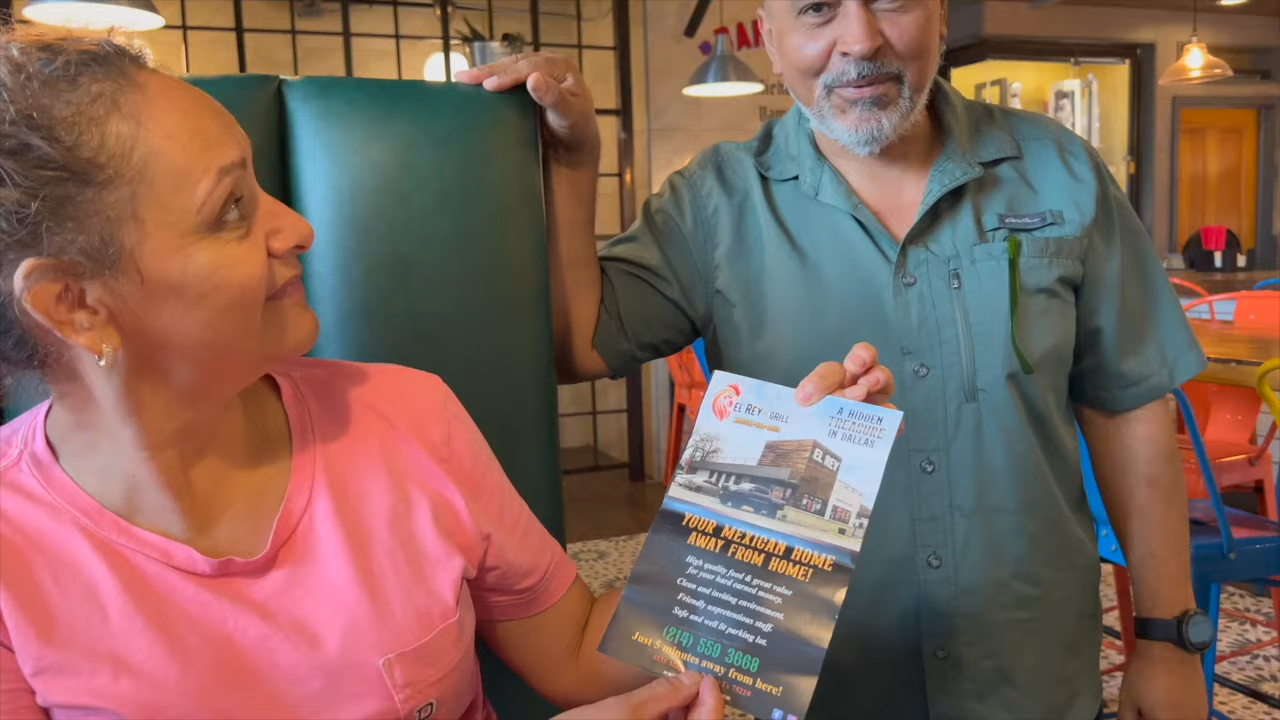 EL REY GRILL
A HIDDEN
TREASURE
IN DALLAS
EL REY
YOUR MEXICAN HOME
AWAY FROM HOME!
High quality food & great value
for your hard earned money.
Clean and inviting environment.
Friendly unpretentious staff.
Safe and well lit parking lot.
(214) 559 3668
Just 5 minutes away from here!